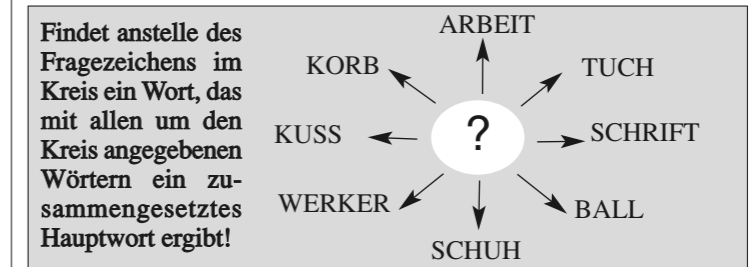 Findet anstelle des
Fragezeichens im
Kreis ein Wort, das
mit allen um den
Kreis angegebenen
Wörtern ein zu-
sammengesetztes
Hauptwort ergibt!
ARBEIT
KORB
TUCH
KUSS
?
SCHRIFT
WERKER
BALL
SCHUH